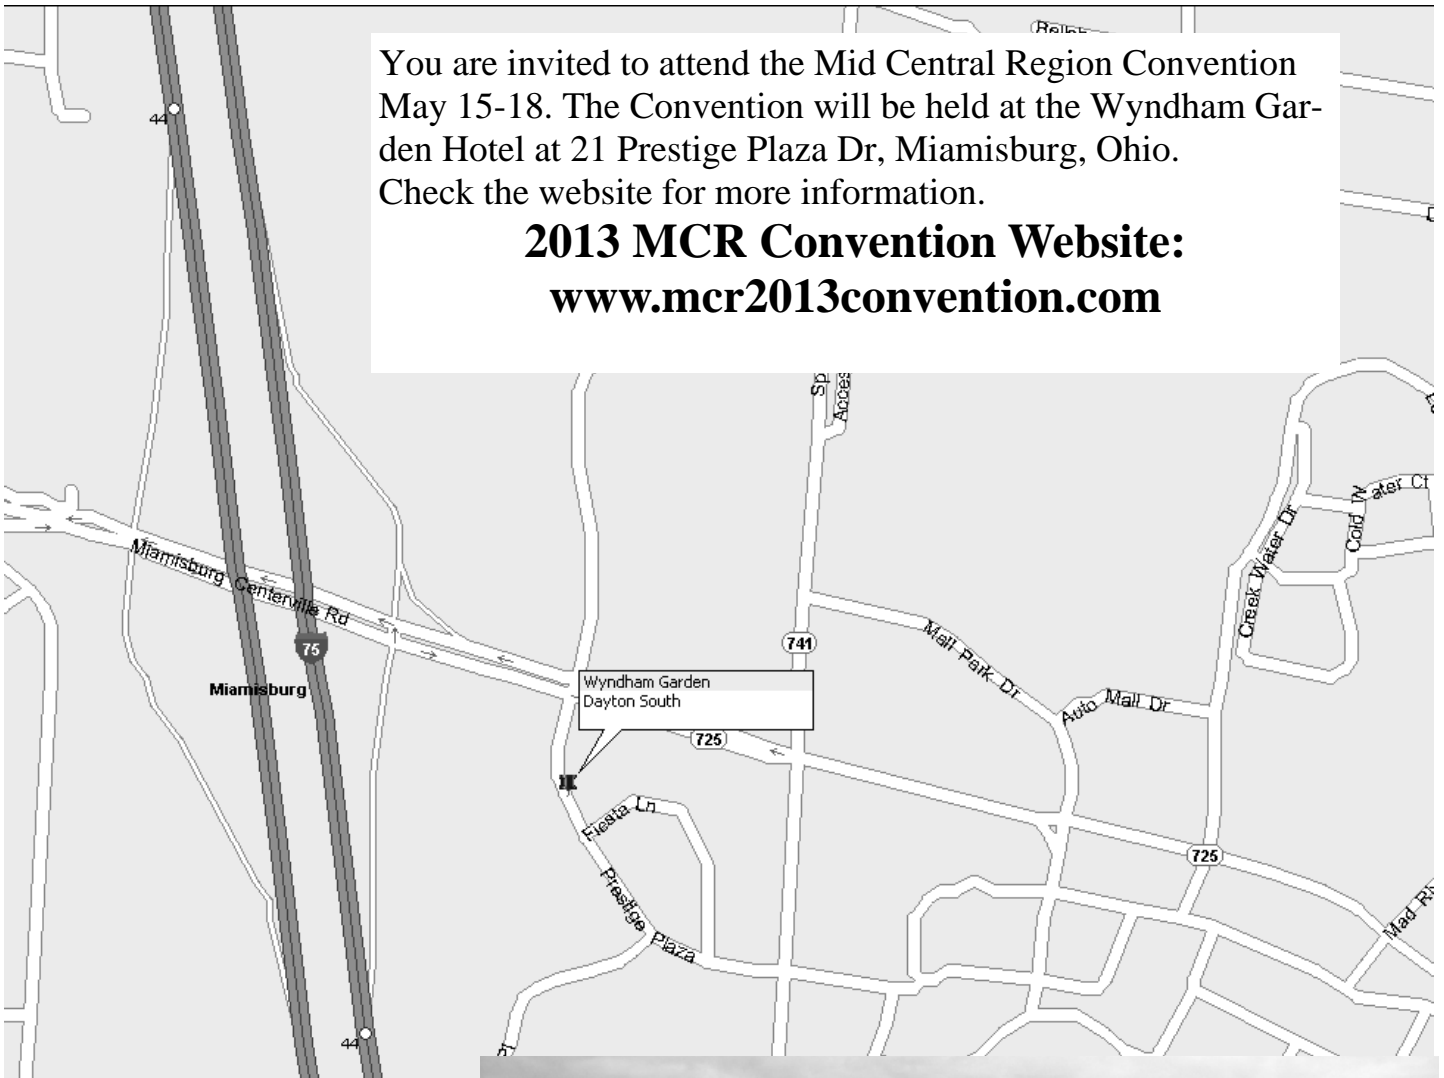 You are invited to attend the Mid Central Region Convention
May 15-18. The Convention will be held at the Wyndham Gar-
den Hotel at 21 Prestige Plaza Dr, Miamisburg, Ohio.
Check the website for more information.
2013 MCR Convention Website:
www.mcr2013convention.com
44
Miamisburg Centerville Rd
75
Miamisburg
741
Wyndham Garden
Dayton South
725
Mall Park Dr
Auto Mall Dr
Creek Water Dr
Cold W
ater Ct
Fiesta Ln
Prestige Plaza
725
Mad
44